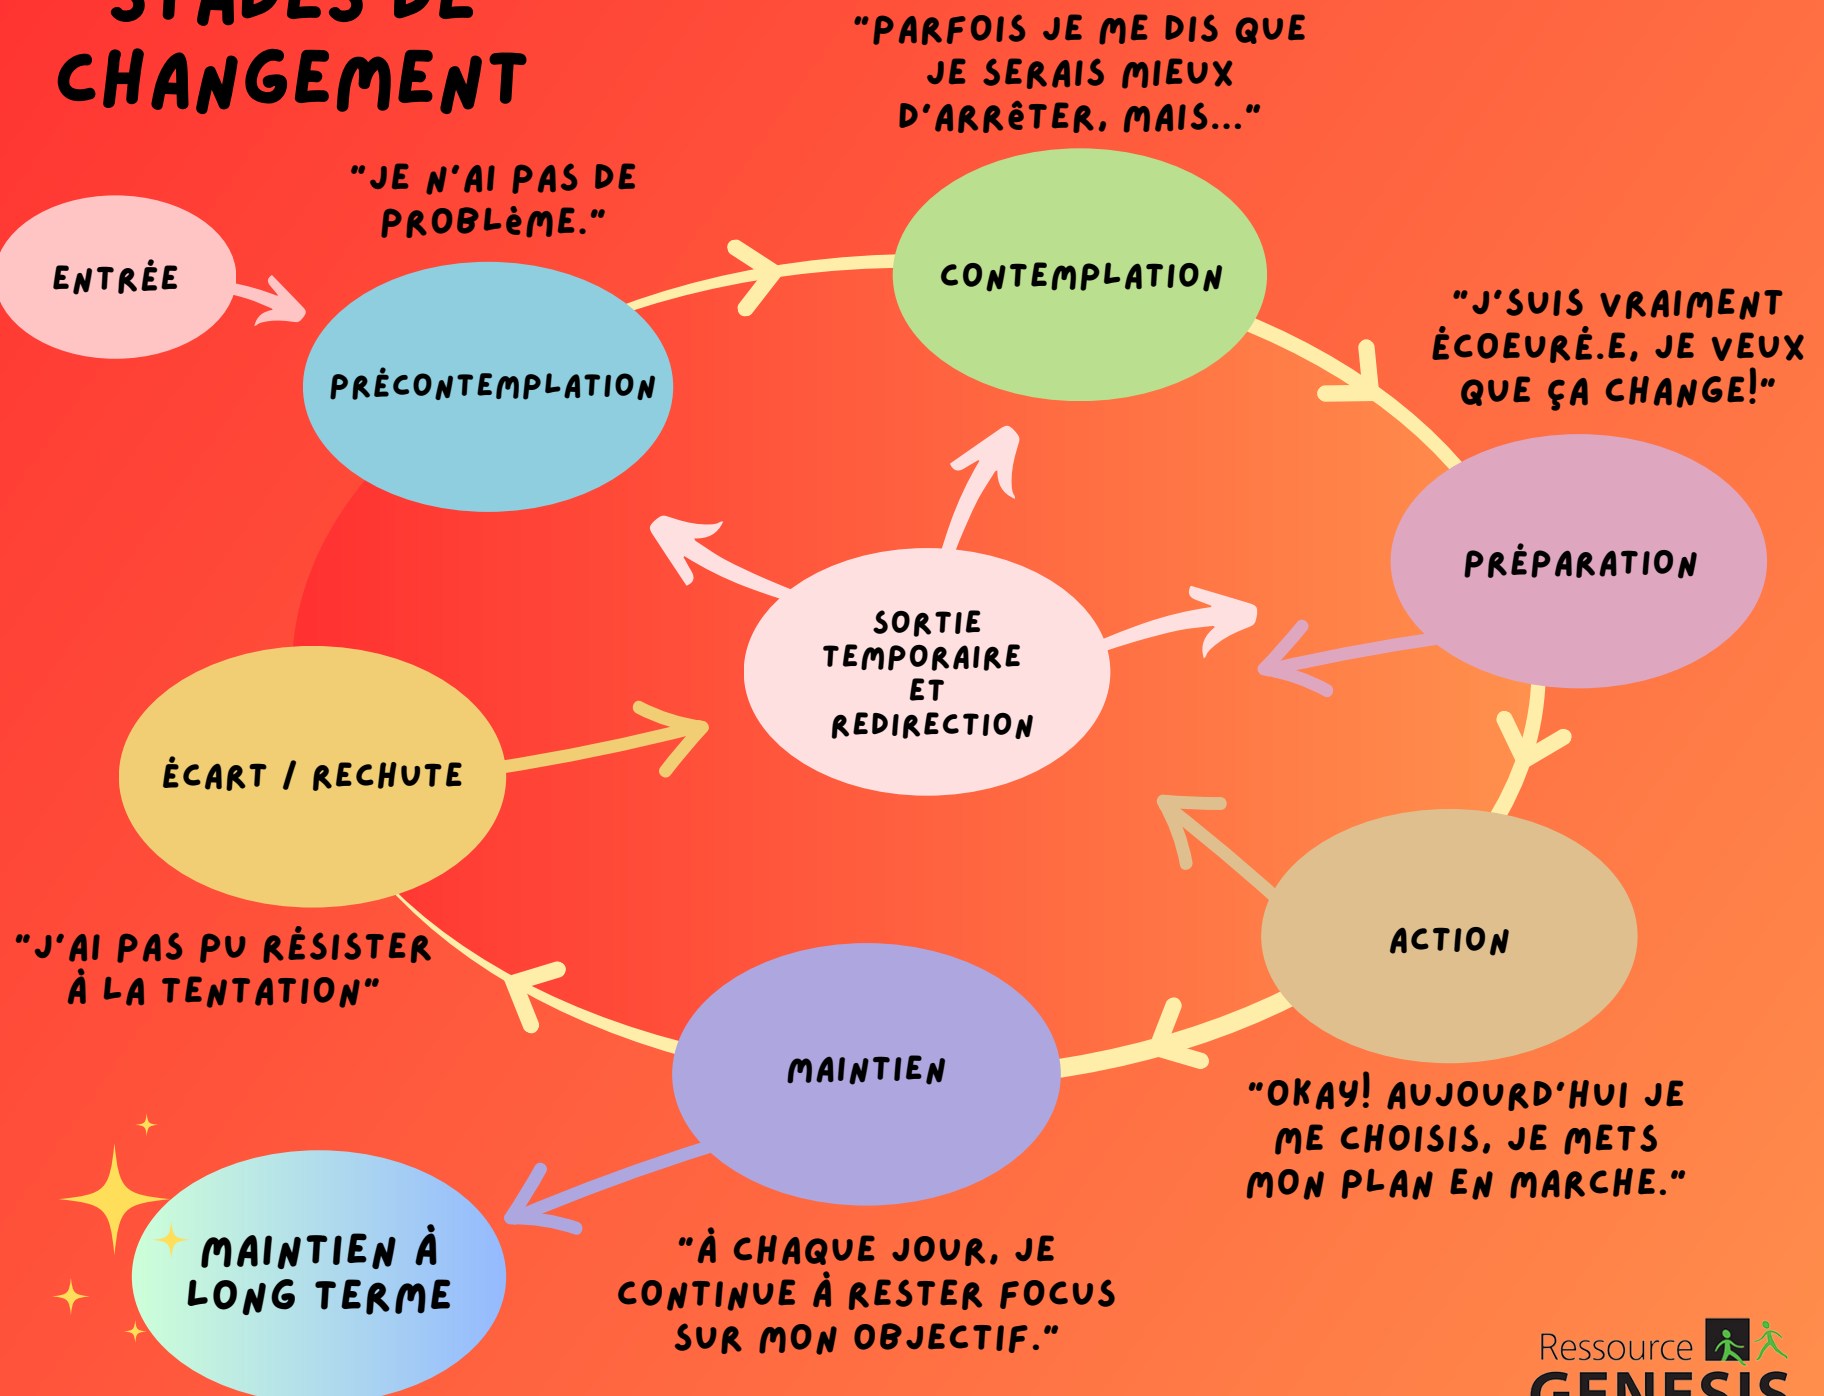 STADES DE
CHANGEMENT
"PARFOIS JE ME DIS QUE
JE SERAIS MIEUX
D'ARRÊTER, MAIS..."
"JE N'AI PAS DE
PROBLÈME."
ENTRÉE
PRÉCONTEMPLATION
CONTEMPLATION
"J'SUIS VRAIMENT
ÉCOEURÉ.E, JE VEUX
QUE ÇA CHANGE!"
PRÉPARATION
SORTIE
TEMPORAIRE
ET
REDIRECTION
ÉCART / RECHUTE
"J'AI PAS PU RÉSISTER
À LA TENTATION"
ACTION
"OKAY! AUJOURD'HUI JE
ME CHOISIS, JE METS
MON PLAN EN MARCHE."
MAINTIEN
"À CHAQUE JOUR, JE
CONTINUE À RESTER FOCUS
SUR MON OBJECTIF."
MAINTIEN À
LONG TERME
Ressource
GENESIS